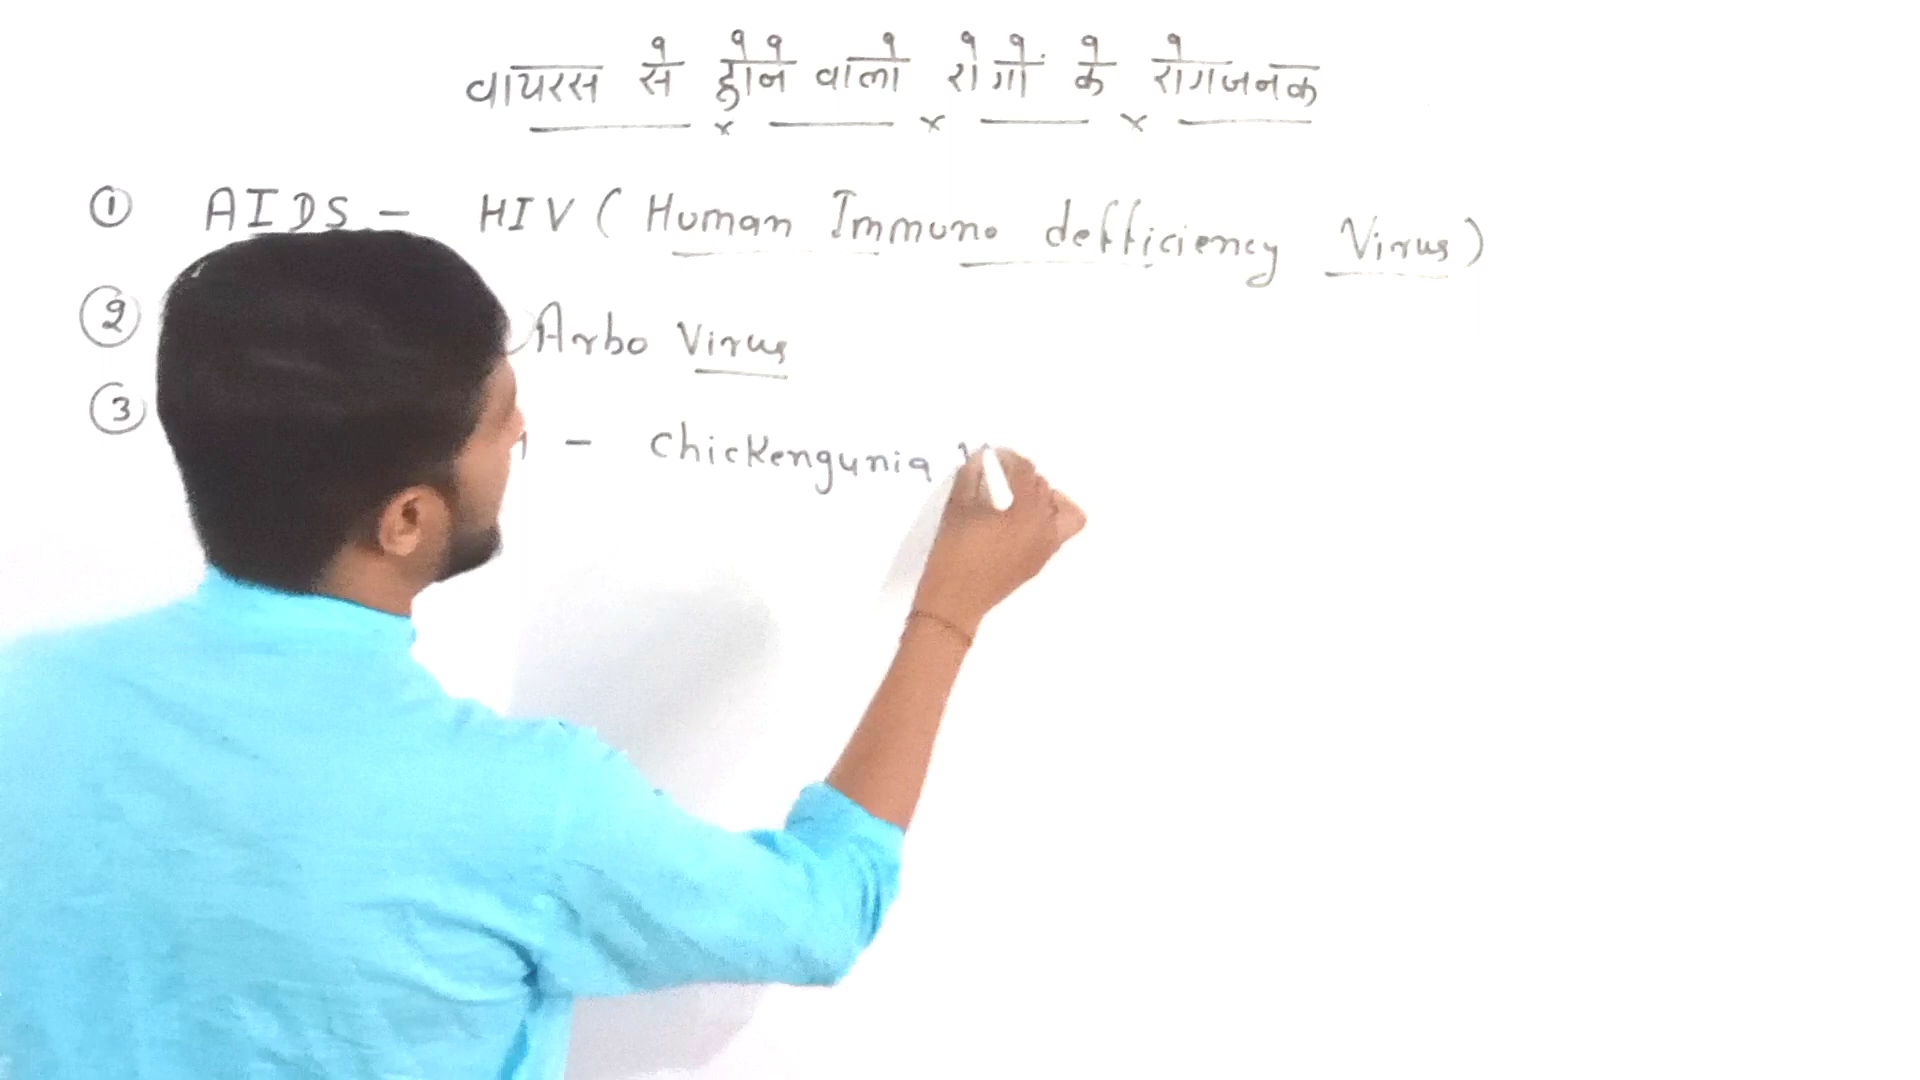 वायरस से होने वाले रोगों के रोगजनक
① AIDS - HIV ( Human Immuno defficiency Virus )
② Arbo Virus
③ - Chickengunia